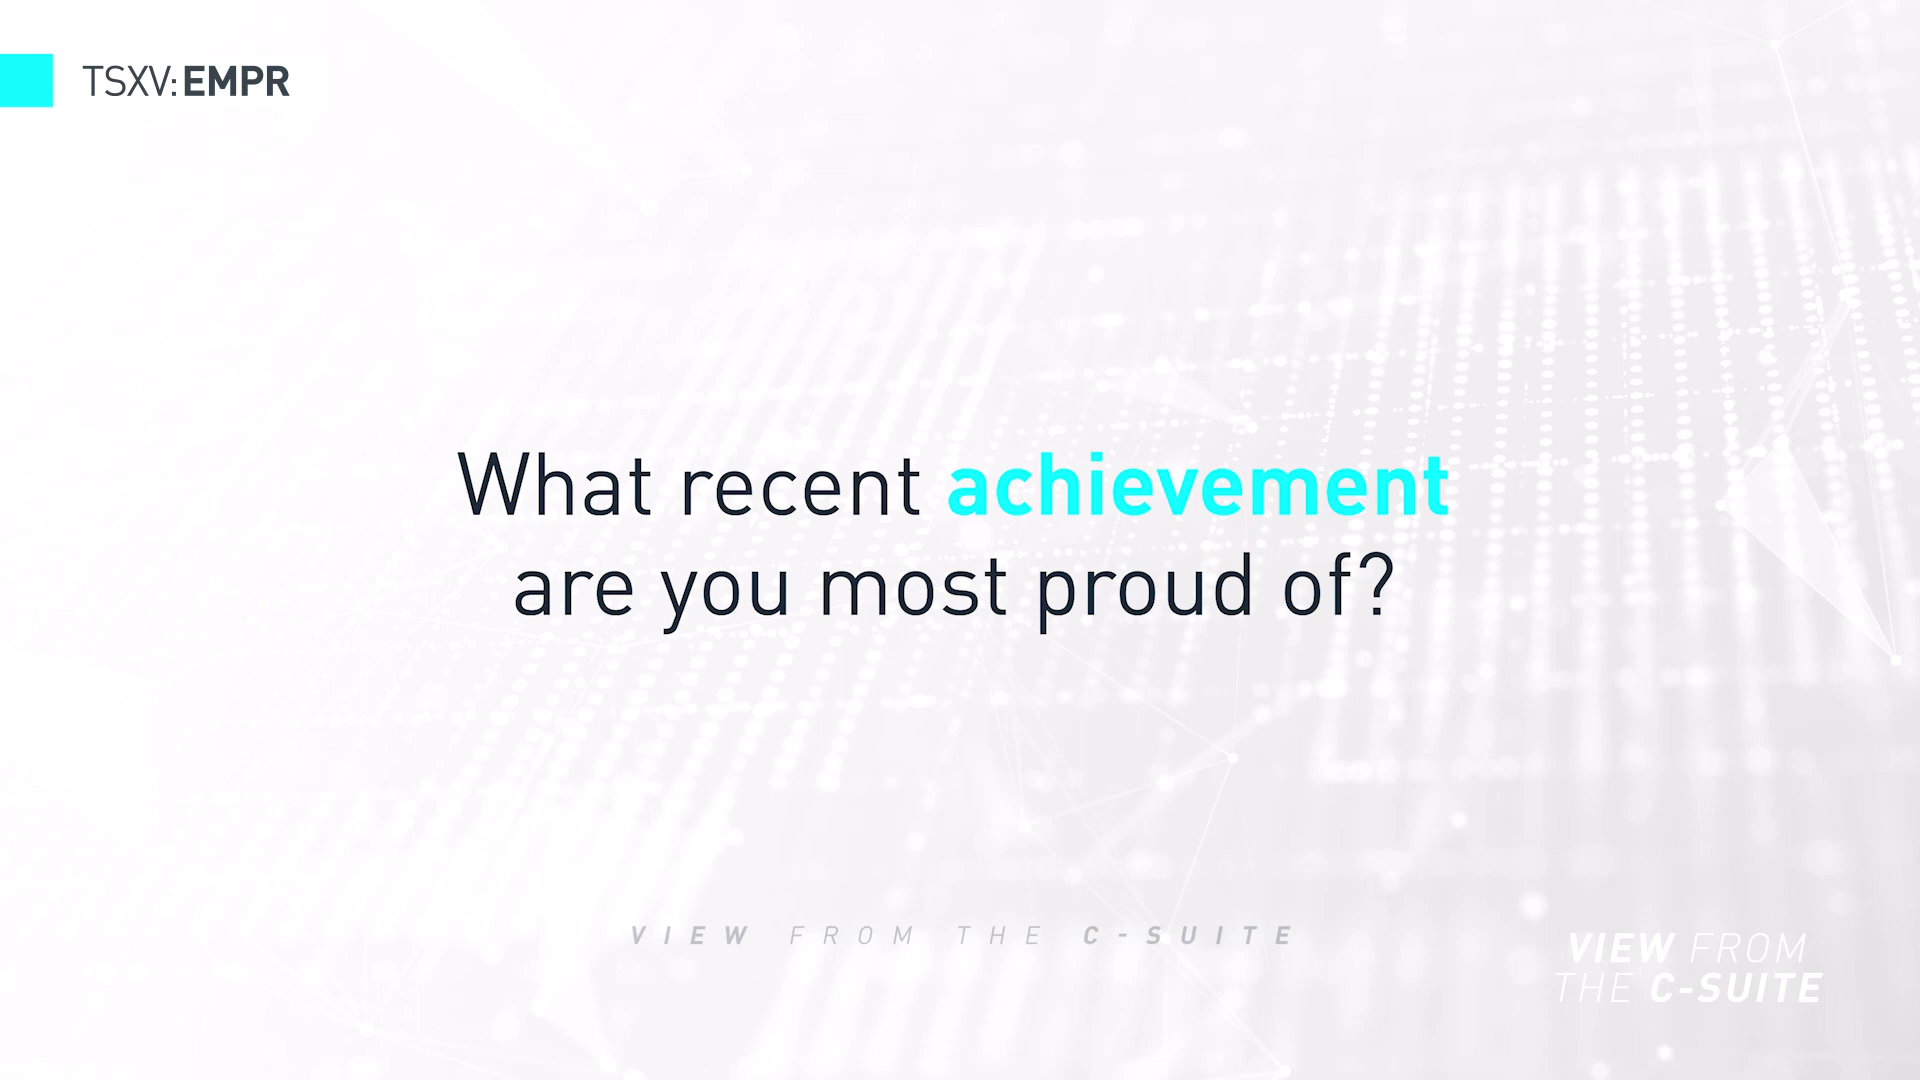 TSXV:EMPR
What recent achievement
are you most proud of?
VIEW FROM THE C-SUITE
VIEW FROM
THE C-SUITE